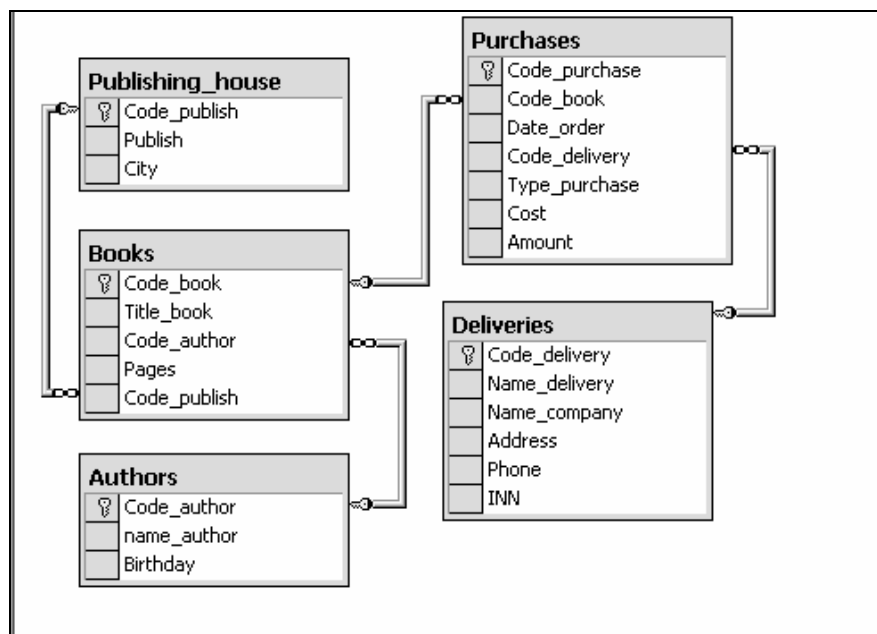 Publishing_house
Code_publish
Publish
City
Books
Code_book
Title_book
Code_author
Pages
Code_publish
Authors
Code_author
name_author
Birthday
Purchases
Code_purchase
Code_book
Date_order
Code_delivery
Type_purchase
Cost
Amount
Deliveries
Code_delivery
Name_delivery
Name_company
Address
Phone
INN